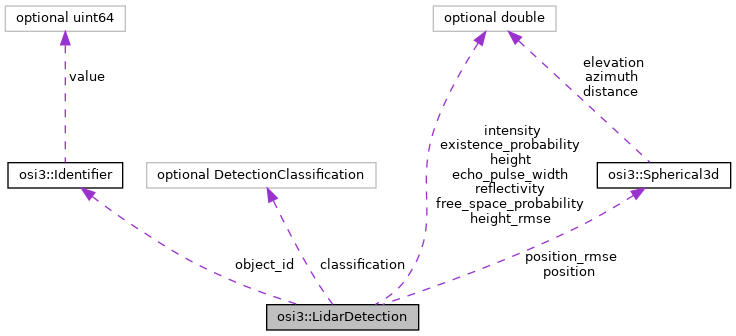 optional uint64
optional double
value
elevation
azimuth
distance
intensity
existence_probability
height
echo_pulse_width
reflectivity
free_space_probability
height_rmse
osi3::Identifier
optional DetectionClassification
osi3::Spherical3d
object_id
classification
position_rmse
position
osi3::LidarDetection